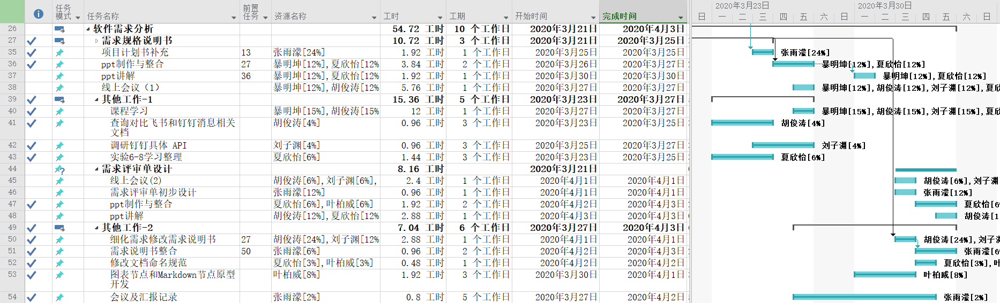 任务模式 任务名称 前置任务 资源名称 工时 工期 开始时间 完成时间 2020年3月23日 2020年3月30日
日 一 二 三 四 五 六 日 一 二 三 四 五 六 日
26 软件需求分析 54.72 工时 10 个工作日 2020年3月21日 2020年4月3日
27 需求规格说明书 10.72 工时 3 个工作日 2020年3月21日 2020年3月25日
35 项目计划书补充 13 张雨濛[24%] 1.92 工时 1 个工作日 2020年3月25日 2020年3月25日 张雨濛[24%]
36 ppt制作与整合 27 暴明坤[12%],夏欣怡[12% 3.84 工时 2 个工作日 2020年3月26日 2020年3月27日 暴明坤[12%],夏欣怡[12%]
37 ppt讲解 36 暴明坤[12%],夏欣怡[12% 1.92 工时 1 个工作日 2020年3月30日 2020年3月30日 暴明坤[12%],夏欣怡[12%]
38 线上会议（1） 暴明坤[12%],胡俊涛[12% 5.76 工时 1 个工作日 2020年3月27日 2020年3月27日 暴明坤[12%],胡俊涛[12%],刘子渊[12%],夏欣
39 其他工作-1 15.36 工时 5 个工作日 2020年3月23日 2020年3月27日
40 课程学习 暴明坤[15%],胡俊涛[15% 12 工时 1 个工作日 2020年3月27日 2020年3月27日 暴明坤[15%],胡俊涛[15%],刘子渊[15%],夏欣
41 查询对比飞书和钉钉消息相关文档 胡俊涛[4%] 0.96 工时 3 个工作日 2020年3月23日 2020年3月25日 胡俊涛[4%]
42 调研钉钉具体 API 刘子渊[4%] 0.96 工时 3 个工作日 2020年3月25日 2020年3月27日 刘子渊[4%]
43 实验6-8学习整理 夏欣怡[6%] 1.44 工时 3 个工作日 2020年3月23日 2020年3月25日 夏欣怡[6%]
44 需求评审单设计 8.16 工时 2020年3月21日
45 线上会议(2) 胡俊涛[6%],刘子渊[6%], 2.4 工时 1 个工作日 2020年4月1日 2020年4月1日 胡俊涛[6%],刘子渊
46 需求评审单初步设计 张雨濛[12%] 0.96 工时 1 个工作日 2020年4月1日 2020年4月1日 张雨濛[12%]
47 ppt制作与整合 夏欣怡[6%],叶柏威[6%] 1.92 工时 2 个工作日 2020年4月2日 2020年4月3日 夏欣怡[6%
48 ppt讲解 胡俊涛[12%],夏欣怡[12% 2.88 工时 1 个工作日 2020年4月3日 2020年4月3日 胡俊涛[1
49 其他工作-2 7.04 工时 6 个工作日 2020年3月27日 2020年4月3日
50 细化需求修改需求说明书 27 胡俊涛[24%],刘子渊[12% 2.88 工时 1 个工作日 2020年4月1日 2020年4月1日 胡俊涛[24%],刘子
51 需求说明书整合 50 张雨濛[6%] 0.96 工时 2 个工作日 2020年4月2日 2020年4月3日 张雨濛[6%
52 修改文档命名规范 夏欣怡[3%],叶柏威[3%] 0.48 工时 1 个工作日 2020年4月2日 2020年4月2日 夏欣怡[3%],叶
53 图表节点和Markdown节点原型开发 叶柏威[8%] 1.92 工时 3 个工作日 2020年3月30日 2020年4月1日 叶柏威[8%]
54 会议及汇报记录 张雨濛[2%] 0.8 工时 5 个工作日 2020年3月27日 2020年4月2日 张雨濛[2%]